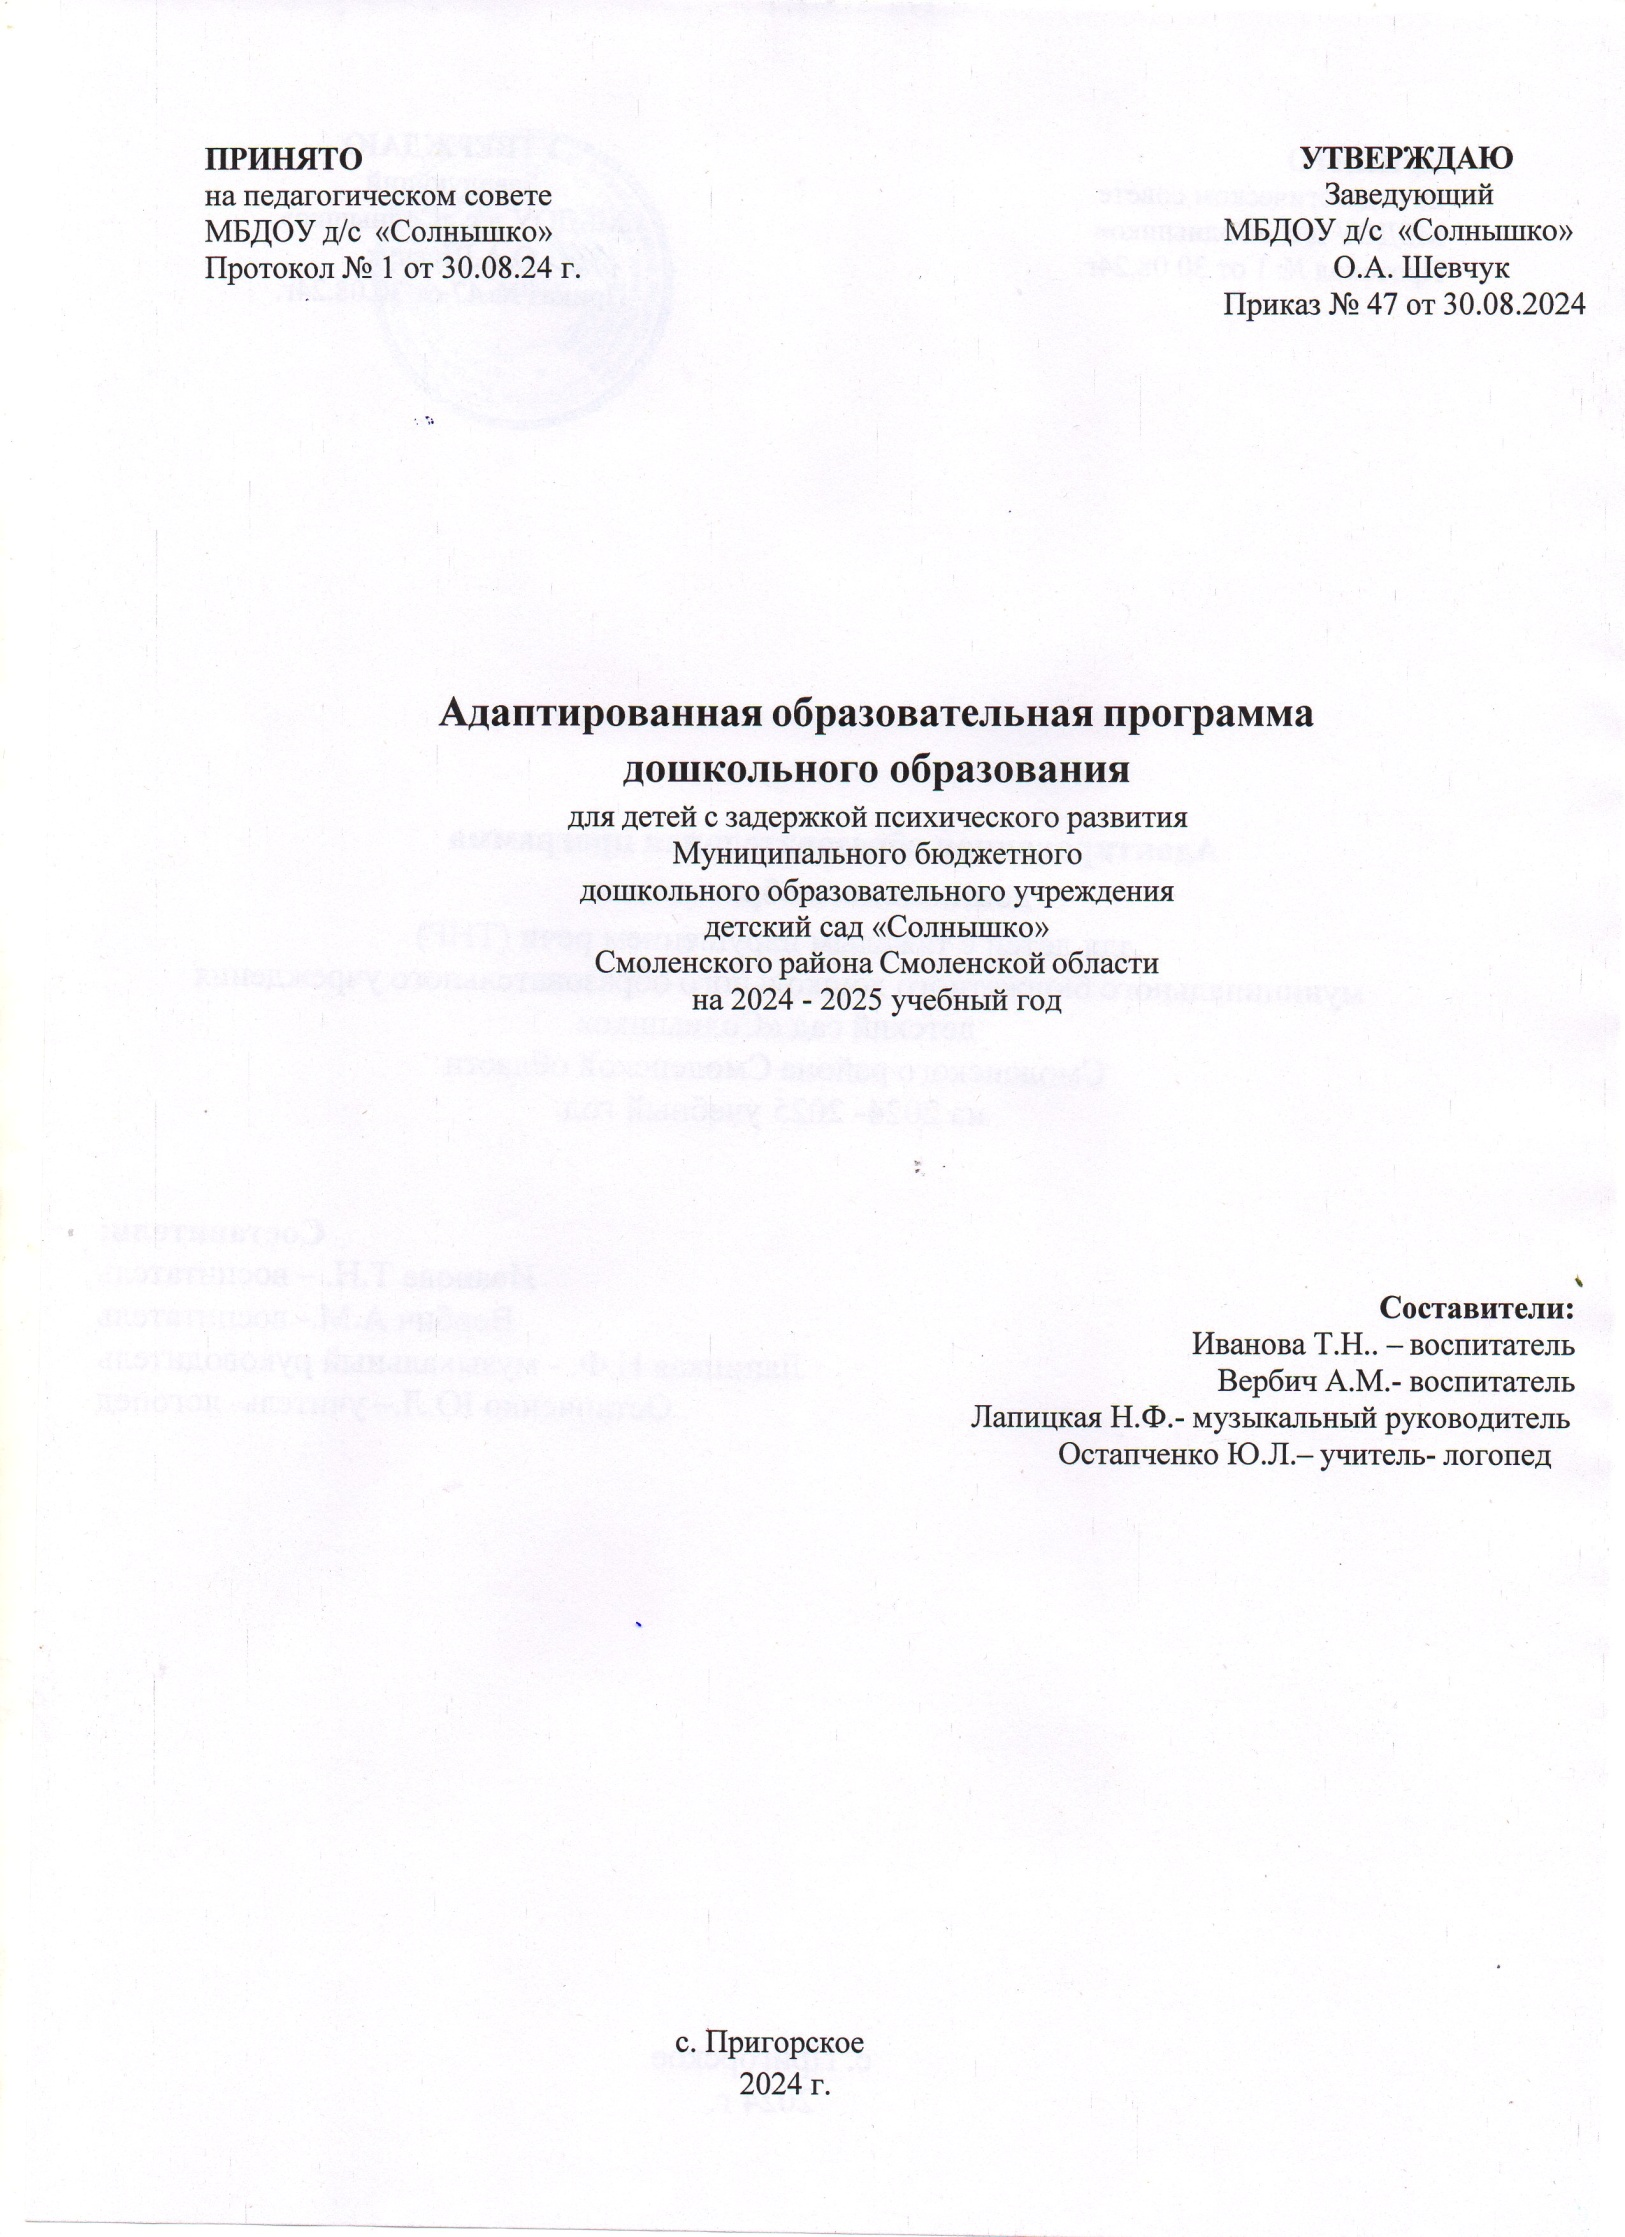 ПРИНЯТО
на педагогическом совете
МБДОУ д/с «Солнышко»
Протокол № 1 от 30.08.24 г.
УТВЕРЖДАЮ
Заведующий
МБДОУ д/с «Солнышко»
О.А. Шевчук
Приказ № 47 от 30.08.2024
Адаптированная образовательная программа
дошкольного образования
для детей с задержкой психического развития
Муниципального бюджетного
дошкольного образовательного учреждения
детский сад «Солнышко»
Смоленского района Смоленской области
на 2024 - 2025 учебный год
Составители:
Иванова Т.Н.. – воспитатель
Вербич А.М.- воспитатель
Лапицкая Н.Ф.- музыкальный руководитель
Остапченко Ю.Л.– учитель- логопед
с. Пригорское
2024 г.